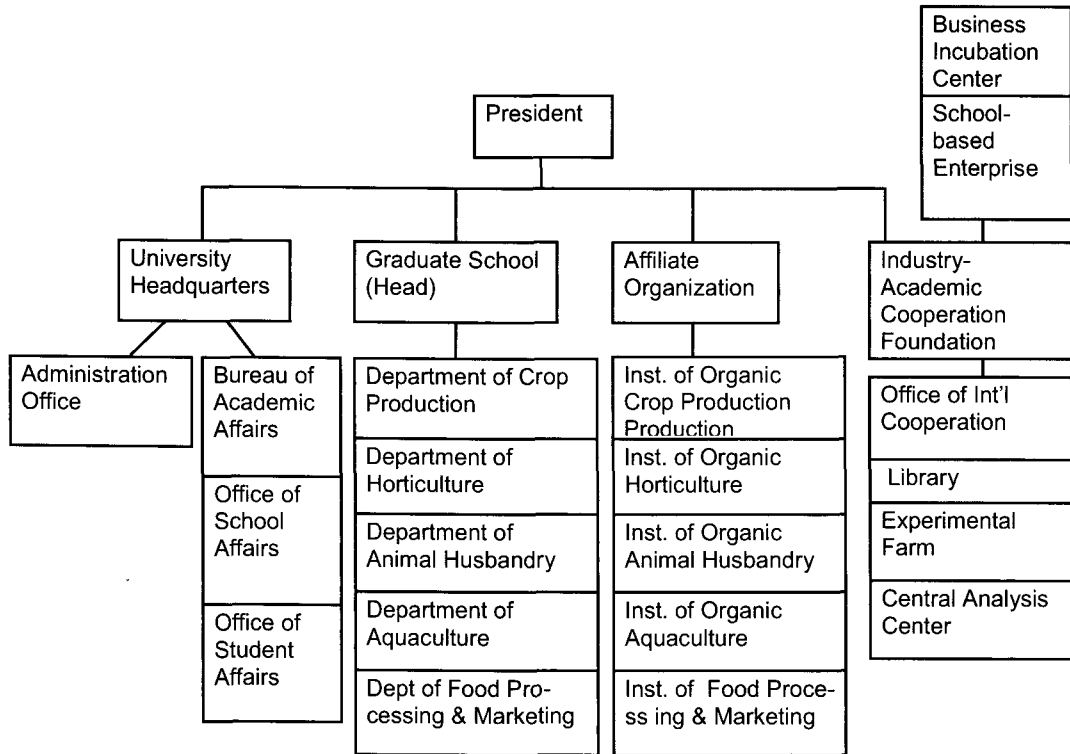 Business
Incubation
Center
School-
based
Enterprise
President
University
Headquarters
Graduate School
(Head)
Affiliate
Organization
Industry-
Academic
Cooperation
Foundation
Administration
Office
Bureau of
Academic
Affairs
Office of
School
Affairs
Office of
Student
Affairs
Department of Crop
Production
Department of
Horticulture
Department of
Animal Husbandry
Department of
Aquaculture
Dept of Food Pro-
cessing & Marketing
Inst. of Organic
Crop Production
Production
Inst. of Organic
Horticulture
Inst. of Organic
Animal Husbandry
Inst. of Organic
Aquaculture
Inst. of Food Proce-
ss ing & Marketing
Office of Int'l
Cooperation
Library
Experimental
Farm
Central Analysis
Center